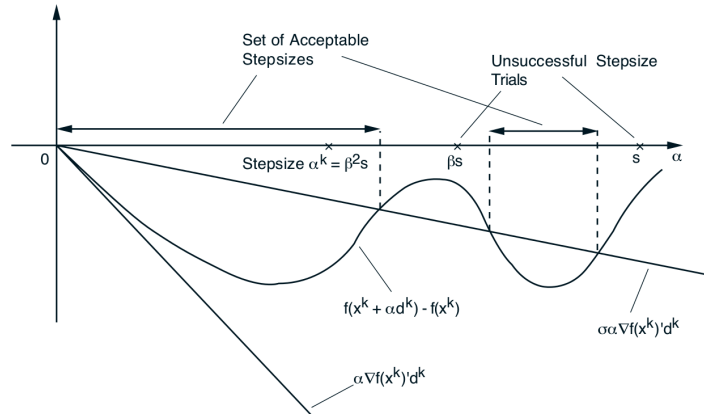 Set of Acceptable
Stepsizes
Unsuccessful Stepsize
Trials
0
Stepsize αᵏ = β²s
βs
s
α
f(xᵏ + αdᵏ) - f(xᵏ)
σα∇f(xᵏ)'dᵏ
α∇f(xᵏ)'dᵏ